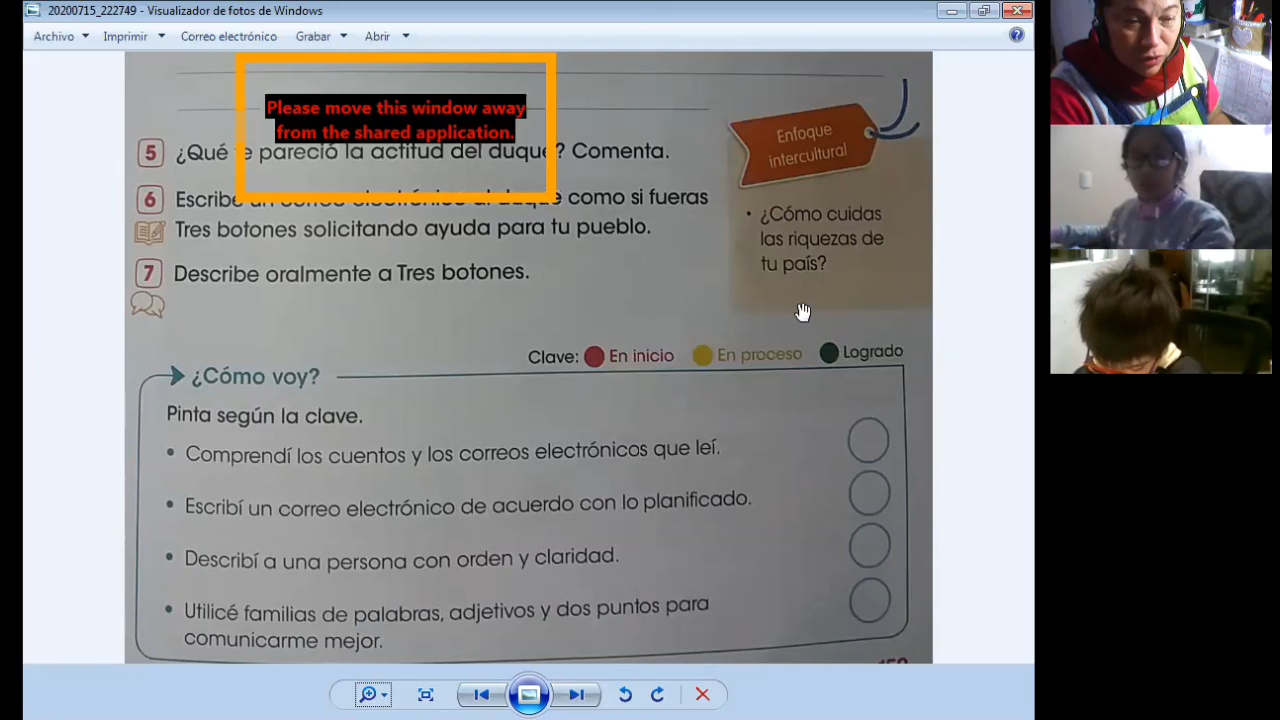 20200715_222749 - Visualizador de fotos de Windows
Archivo Imprimir Correo electrónico Grabar Abrir
Please move this window away
from the shared application.
5 ¿Qué te pareció la actitud del duque? Comenta.
6 Escribe un correo electrónico al duque como si fueras
Tres botones solicitando ayuda para tu pueblo.
7 Describe oralmente a Tres botones.
Enfoque
intercultural
• ¿Cómo cuidas
las riquezas de
tu país?
Clave: En inicio En proceso Logrado
¿Cómo voy?
Pinta según la clave.
• Comprendí los cuentos y los correos electrónicos que leí.
• Escribí un correo electrónico de acuerdo con lo planificado.
• Describí a una persona con orden y claridad.
• Utilicé familias de palabras, adjetivos y dos puntos para
comunicarme mejor.